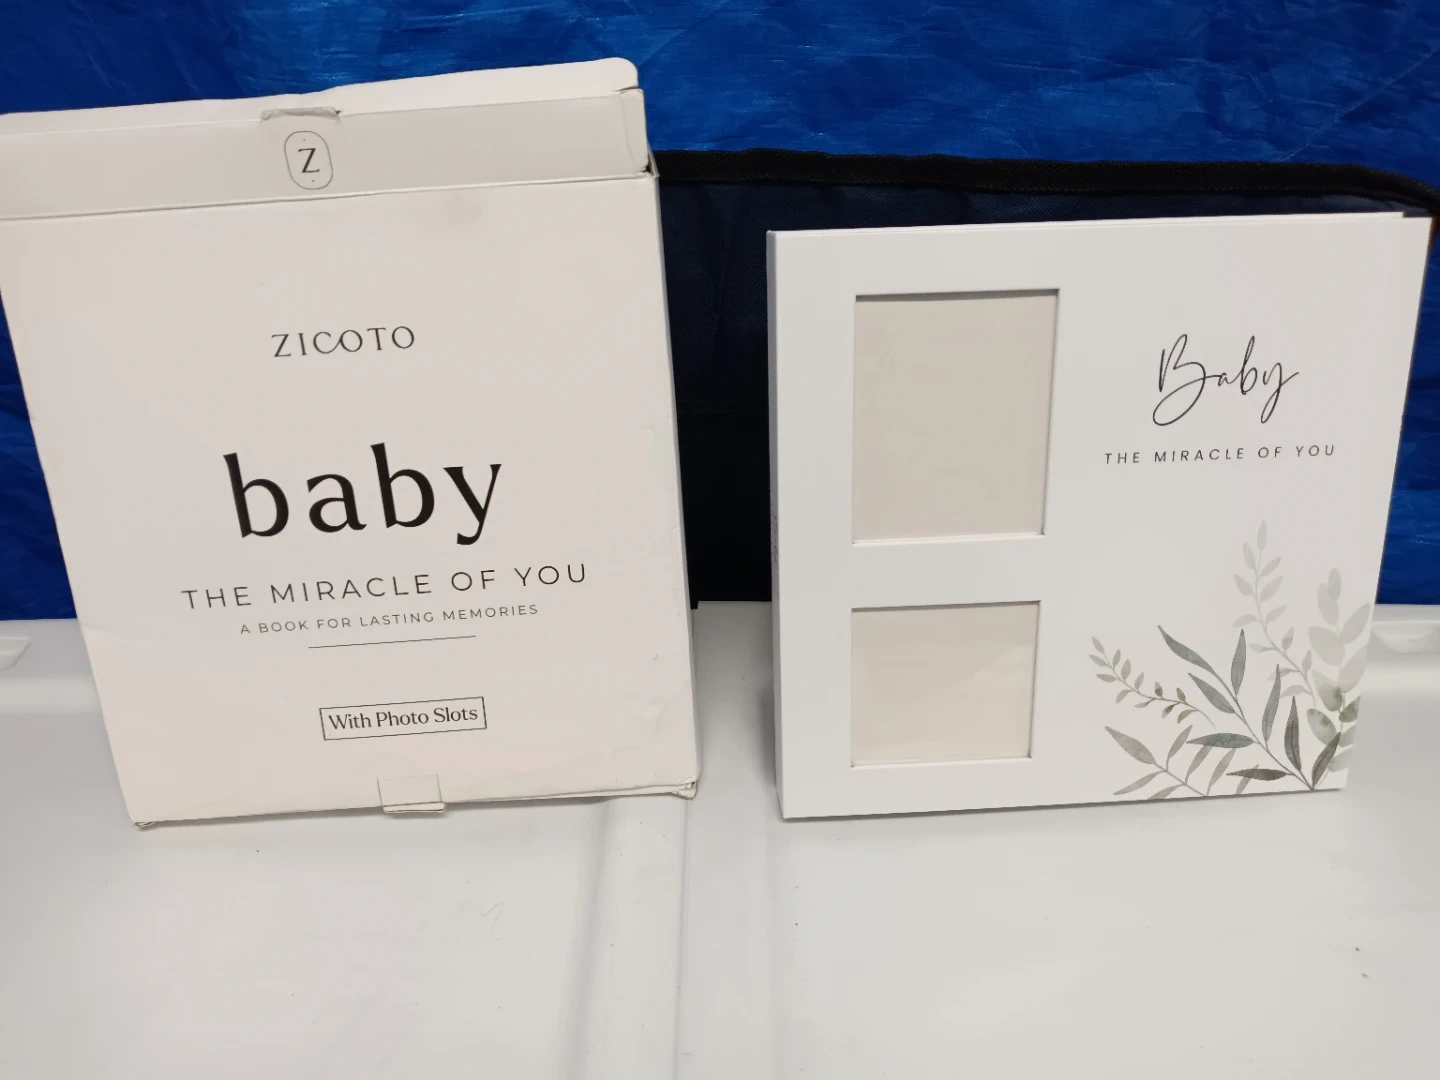 Z
ZICOTO
baby
THE MIRACLE OF YOU
A BOOK FOR LASTING MEMORIES
With Photo Slots
Baby
THE MIRACLE OF YOU